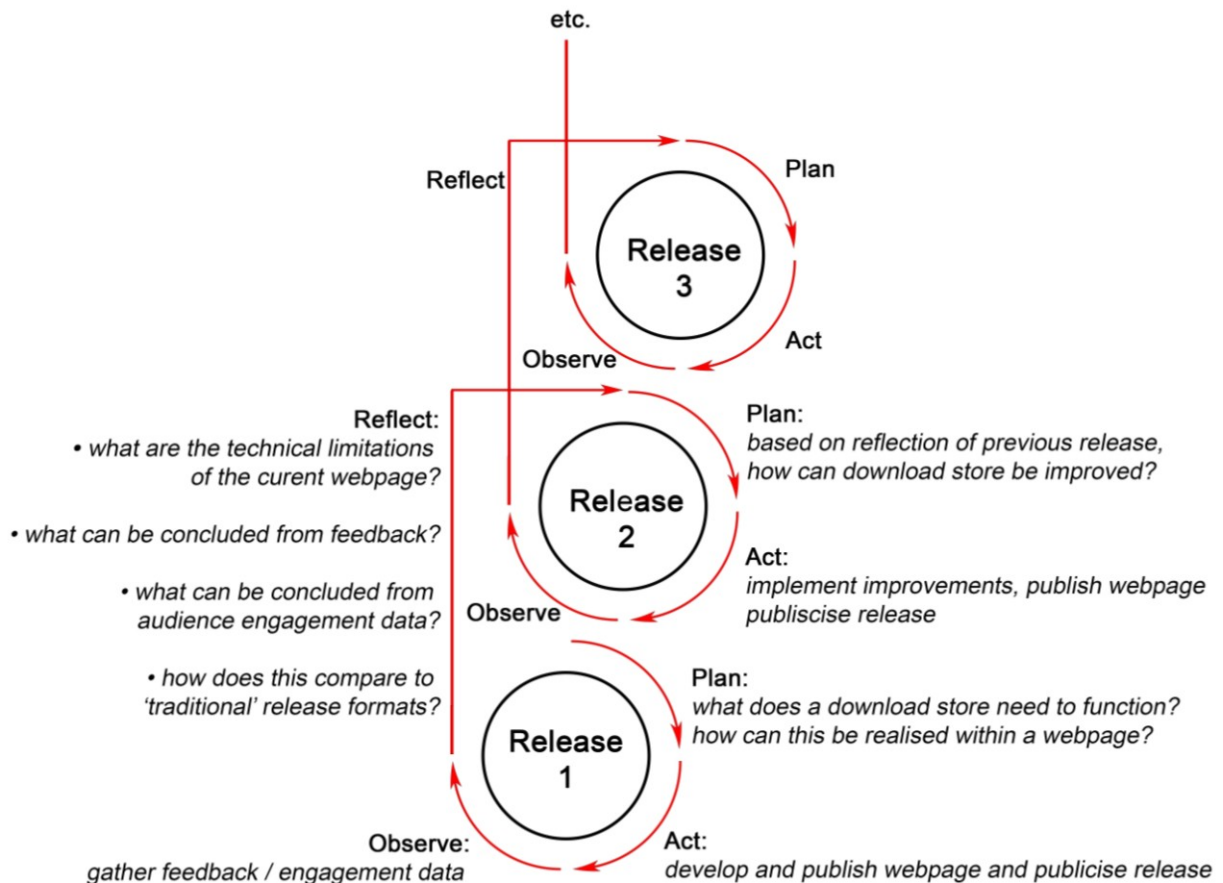 etc.
Reflect
Plan
Release
3
Act
Observe
Reflect:
• what are the technical limitations
of the curent webpage?
• what can be concluded from feedback?
• what can be concluded from
audience engagement data?
• how does this compare to
‘traditional’ release formats?
Plan:
based on reflection of previous release,
how can download store be improved?
Release
2
Act:
implement improvements, publish webpage
publiscise release
Observe
Plan:
what does a download store need to function?
how can this be realised within a webpage?
Release
1
Observe:
gather feedback / engagement data
Act:
develop and publish webpage and publicise release